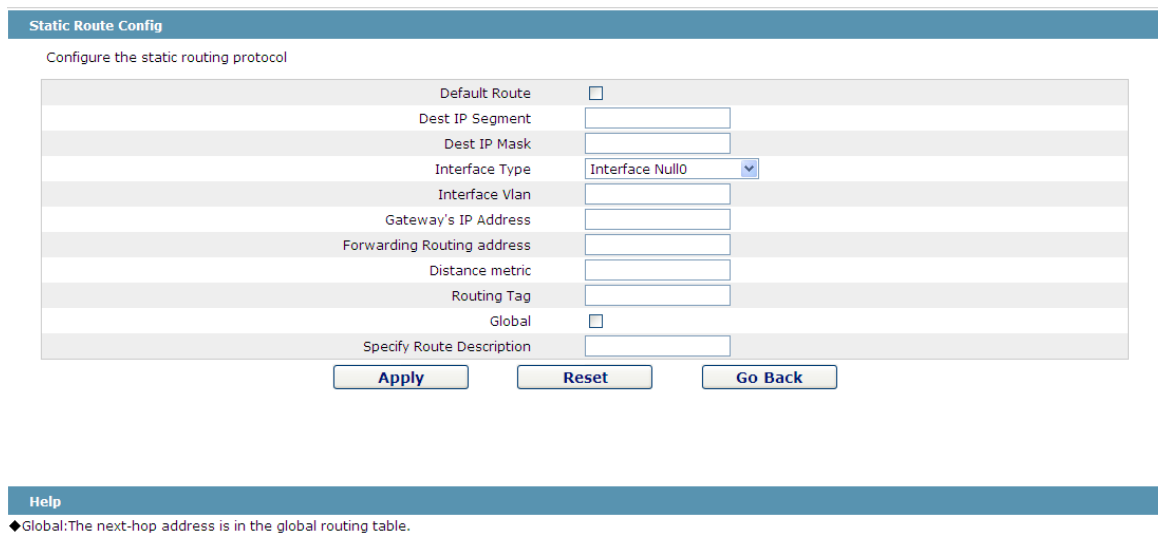 Static Route Config
Configure the static routing protocol
Default Route
Dest IP Segment
Dest IP Mask
Interface Type Interface Null0
Interface Vlan
Gateway's IP Address
Forwarding Routing address
Distance metric
Routing Tag
Global
Specify Route Description
Apply Reset Go Back
Help
◆Global:The next-hop address is in the global routing table.